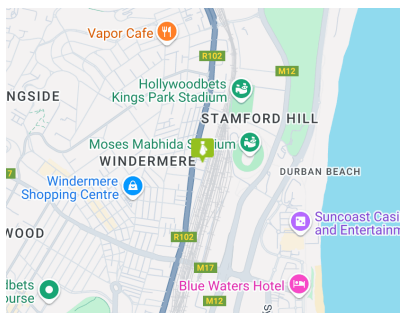 Vapor Cafe
R102
M12
Hollywoodbets
Kings Park Stadium
NGSIDE
STAMFORD HILL
Moses Mabhida Stadium
WINDERMERE
DURBAN BEACH
7
Windermere
Shopping Centre
Suncoast Casi
and Entertainm
WOOD
R102
M17
dbets
ourse
Blue Waters Hotel
M12